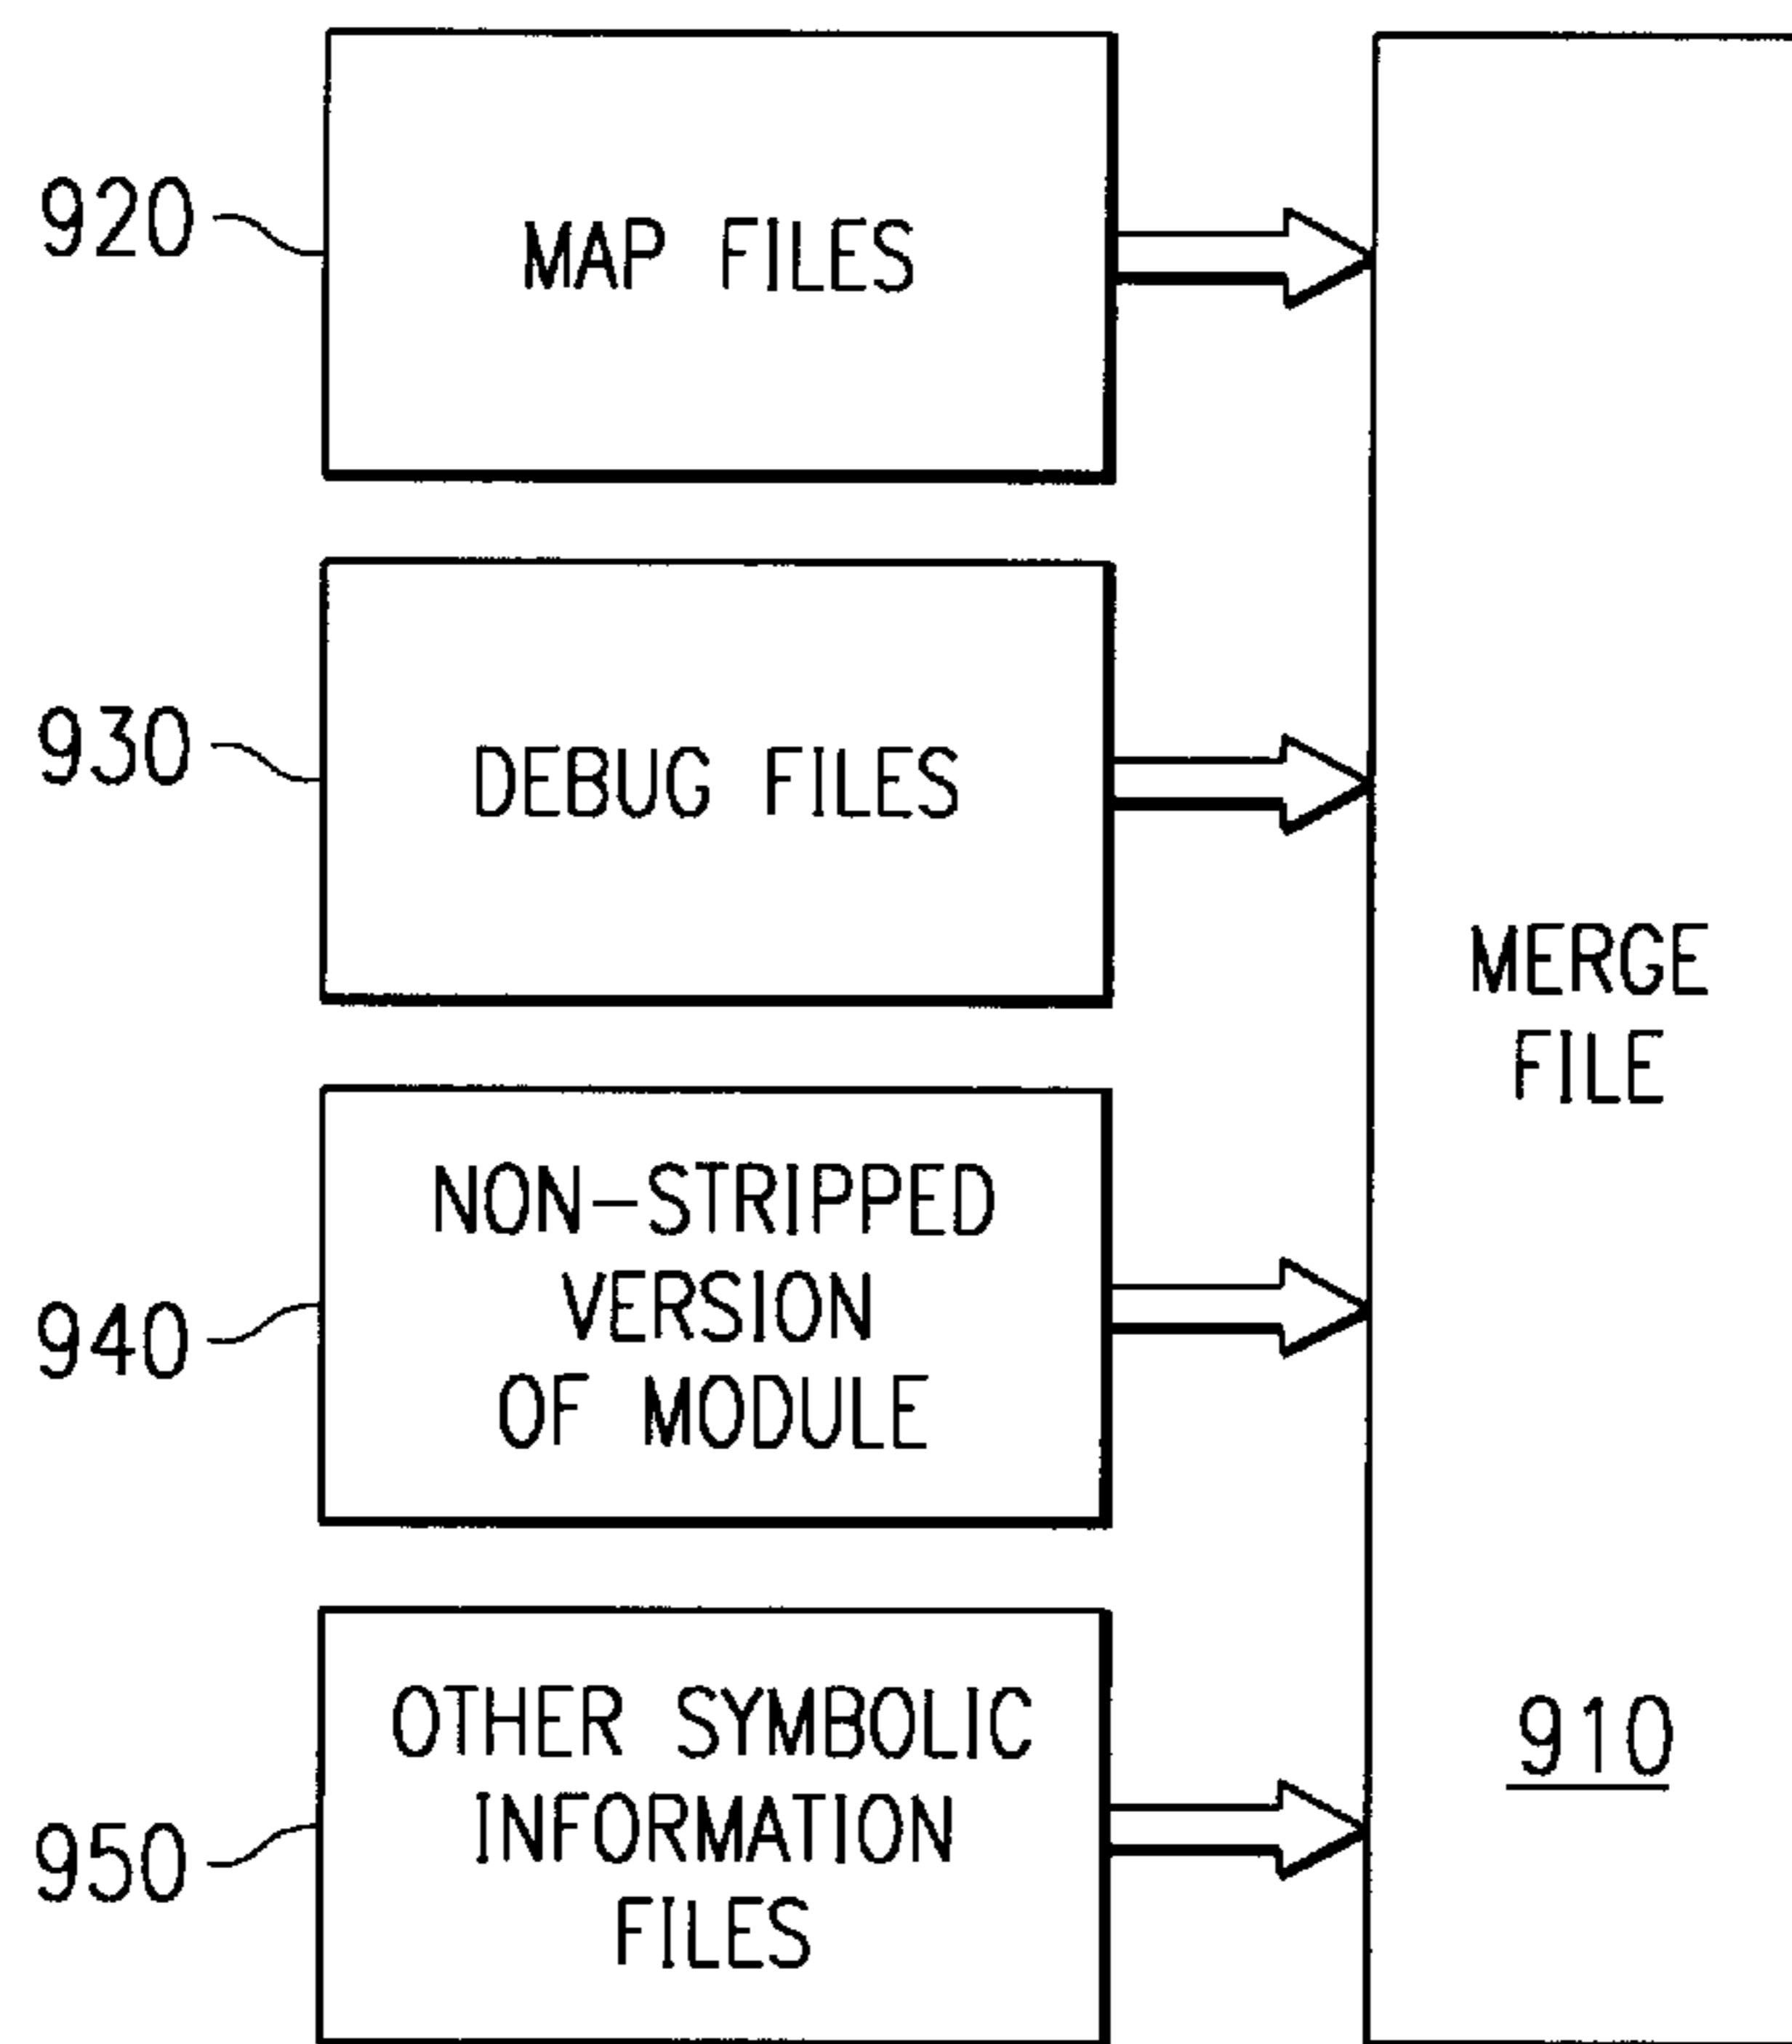 920
MAP FILES
930
DEBUG FILES
MERGE
FILE
940
NON-STRIPPED
VERSION
OF MODULE
950
OTHER SYMBOLIC
INFORMATION
FILES
910